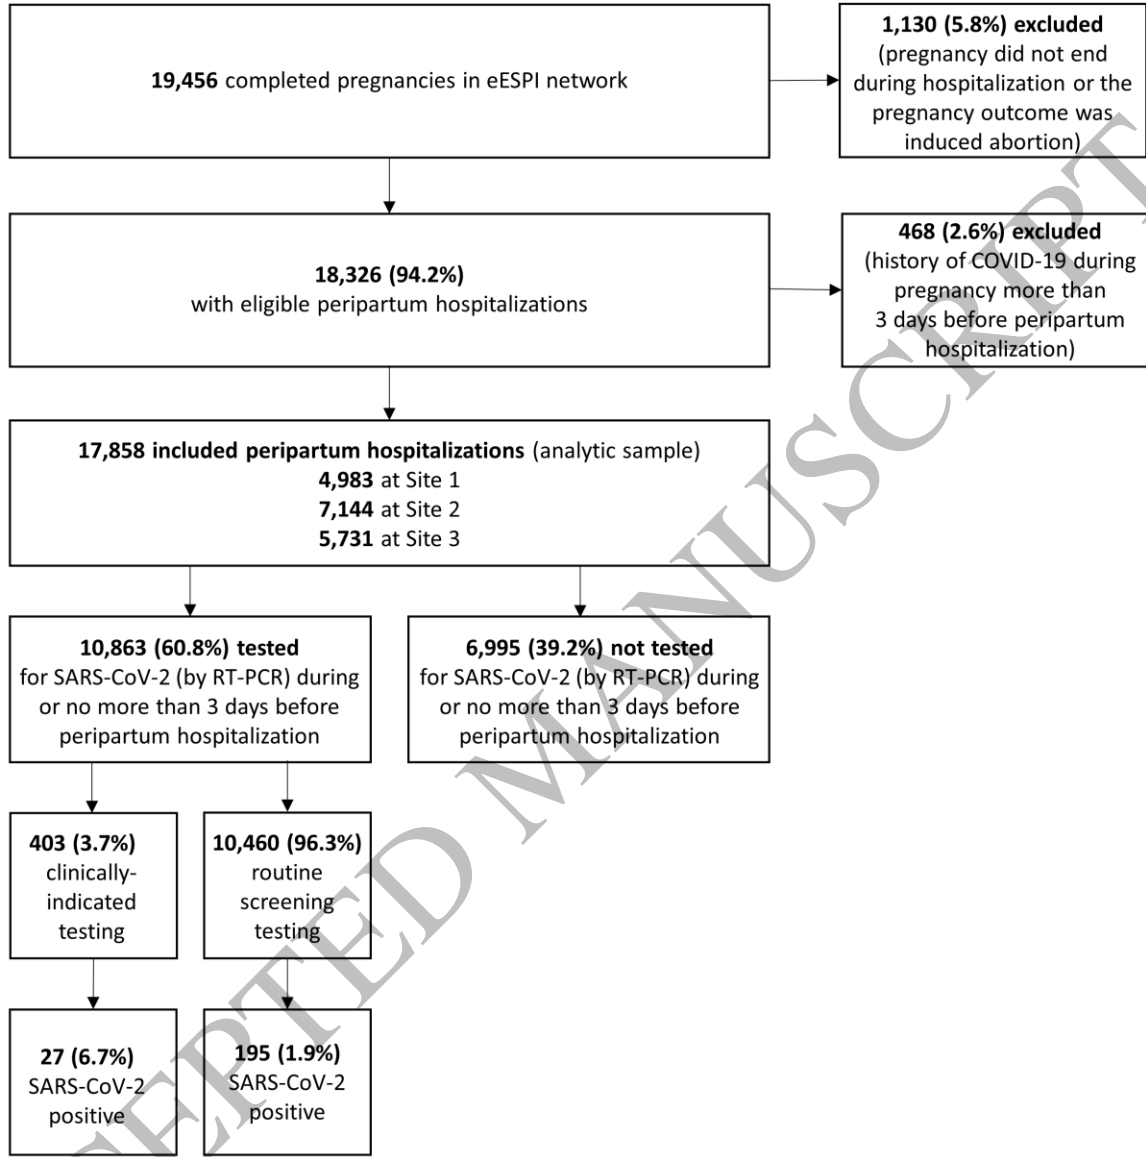 19,456 completed pregnancies in eESPI network
1,130 (5.8%) excluded
(pregnancy did not end
during hospitalization or the
pregnancy outcome was
induced abortion)
18,326 (94.2%)
with eligible peripartum hospitalizations
468 (2.6%) excluded
(history of COVID-19 during
pregnancy more than
3 days before peripartum
hospitalization)
17,858 included peripartum hospitalizations (analytic sample)
4,983 at Site 1
7,144 at Site 2
5,731 at Site 3
10,863 (60.8%) tested
for SARS-CoV-2 (by RT-PCR) during
or no more than 3 days before
peripartum hospitalization
6,995 (39.2%) not tested
for SARS-CoV-2 (by RT-PCR) during
or no more than 3 days before
peripartum hospitalization
403 (3.7%)
clinically-
indicated
testing
10,460 (96.3%)
routine
screening
testing
27 (6.7%)
SARS-CoV-2
positive
195 (1.9%)
SARS-CoV-2
positive
EPTED MANUSCRIPT